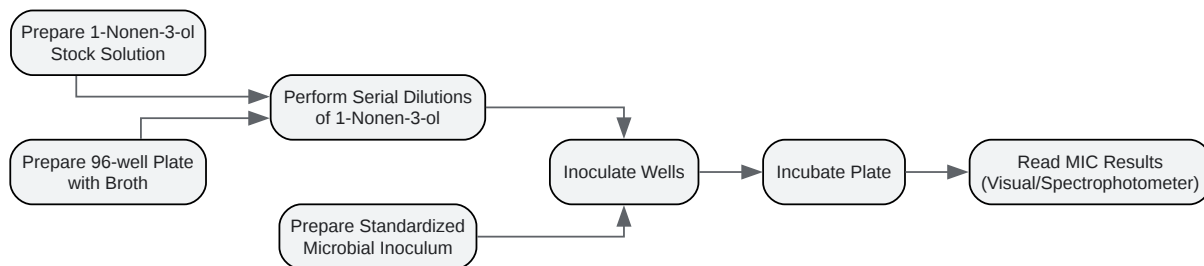 Prepare 1-Nonen-3-ol
Stock Solution
Prepare 96-well Plate
with Broth
Perform Serial Dilutions
of 1-Nonen-3-ol
Prepare Standardized
Microbial Inoculum
Inoculate Wells
Incubate Plate
Read MIC Results
(Visual/Spectrophotometer)